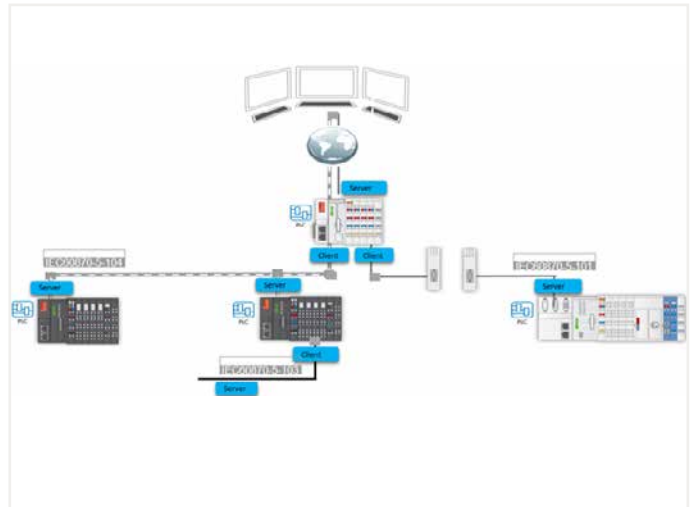 Server
PLC
Client
Client
IEC60870-5-104
IEC60870-5-101
Server
Server
Server
PLC
PLC
PLC
Client
IEC60870-5-103
Server